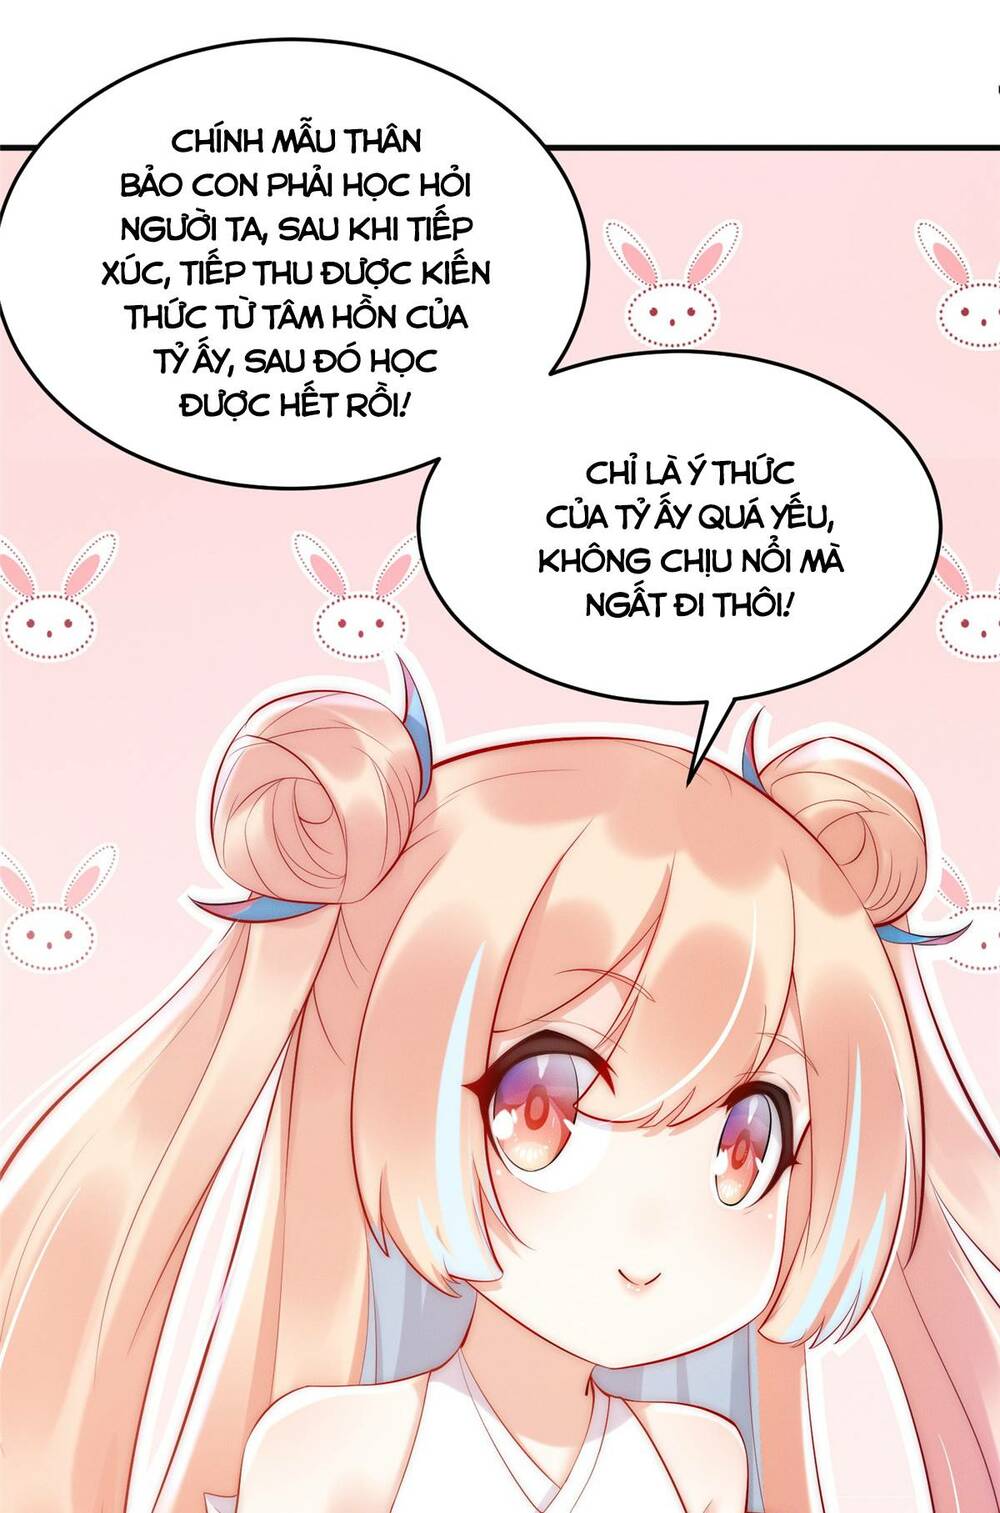 CHÍNH MẪU THÂN
BẢO CON PHẢI HỌC HỎI
NGƯỜI TA, SAU KHI TIẾP
XÚC, TIẾP THU ĐƯỢC KIẾN
THỨC TỪ TÂM HỒN CỦA
TỶ ẤY, SAU ĐÓ HỌC
ĐƯỢC HẾT RỒI!
CHỈ LÀ Ý THỨC
CỦA TỶ ẤY QUÁ YẾU,
KHÔNG CHỊU NỔI MÀ
NGẤT ĐI THÔI!